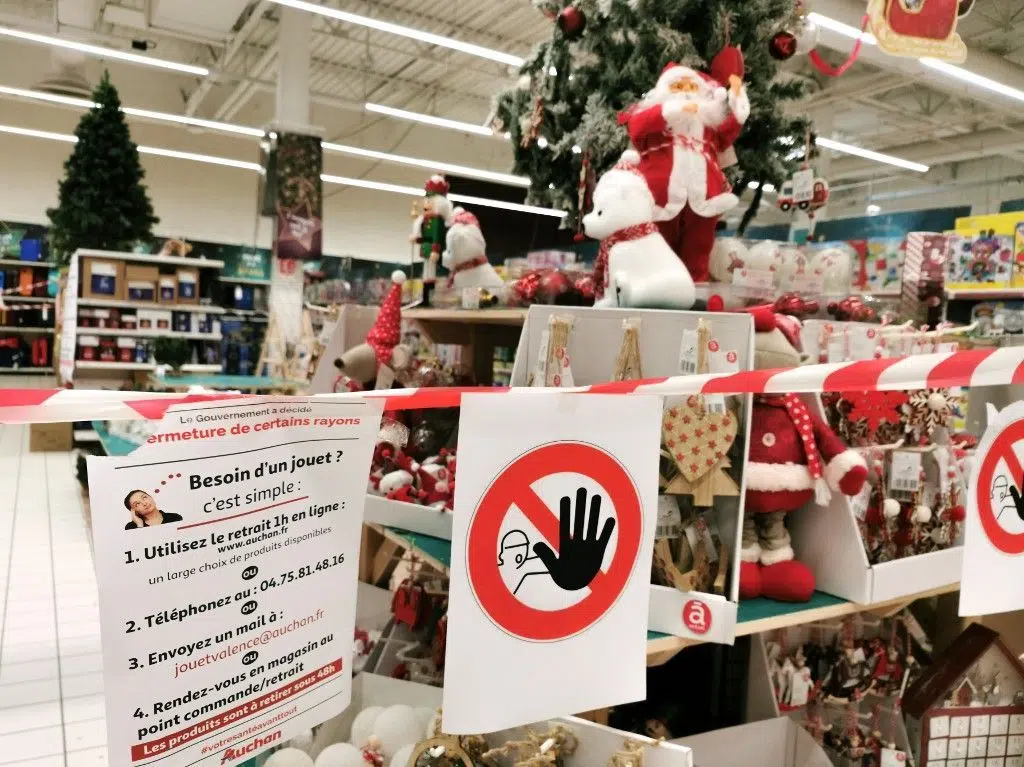 Le Gouvernement a décidé
ermeture de certains rayons
Besoin d'un jouet ?
c'est simple :
1. Utilisez le retrait 1h en ligne :
www.auchan.fr
un large choix de produits disponibles
ou
2. Téléphonez au : 04.75.81.48.16
ou
3. Envoyez un mail à :
jouetvalence@auchan.fr
ou
4. Rendez-vous en magasin au
point commande/retrait
Les produits sont à retirer sous 48h
#votresantéavanttout
Auchan